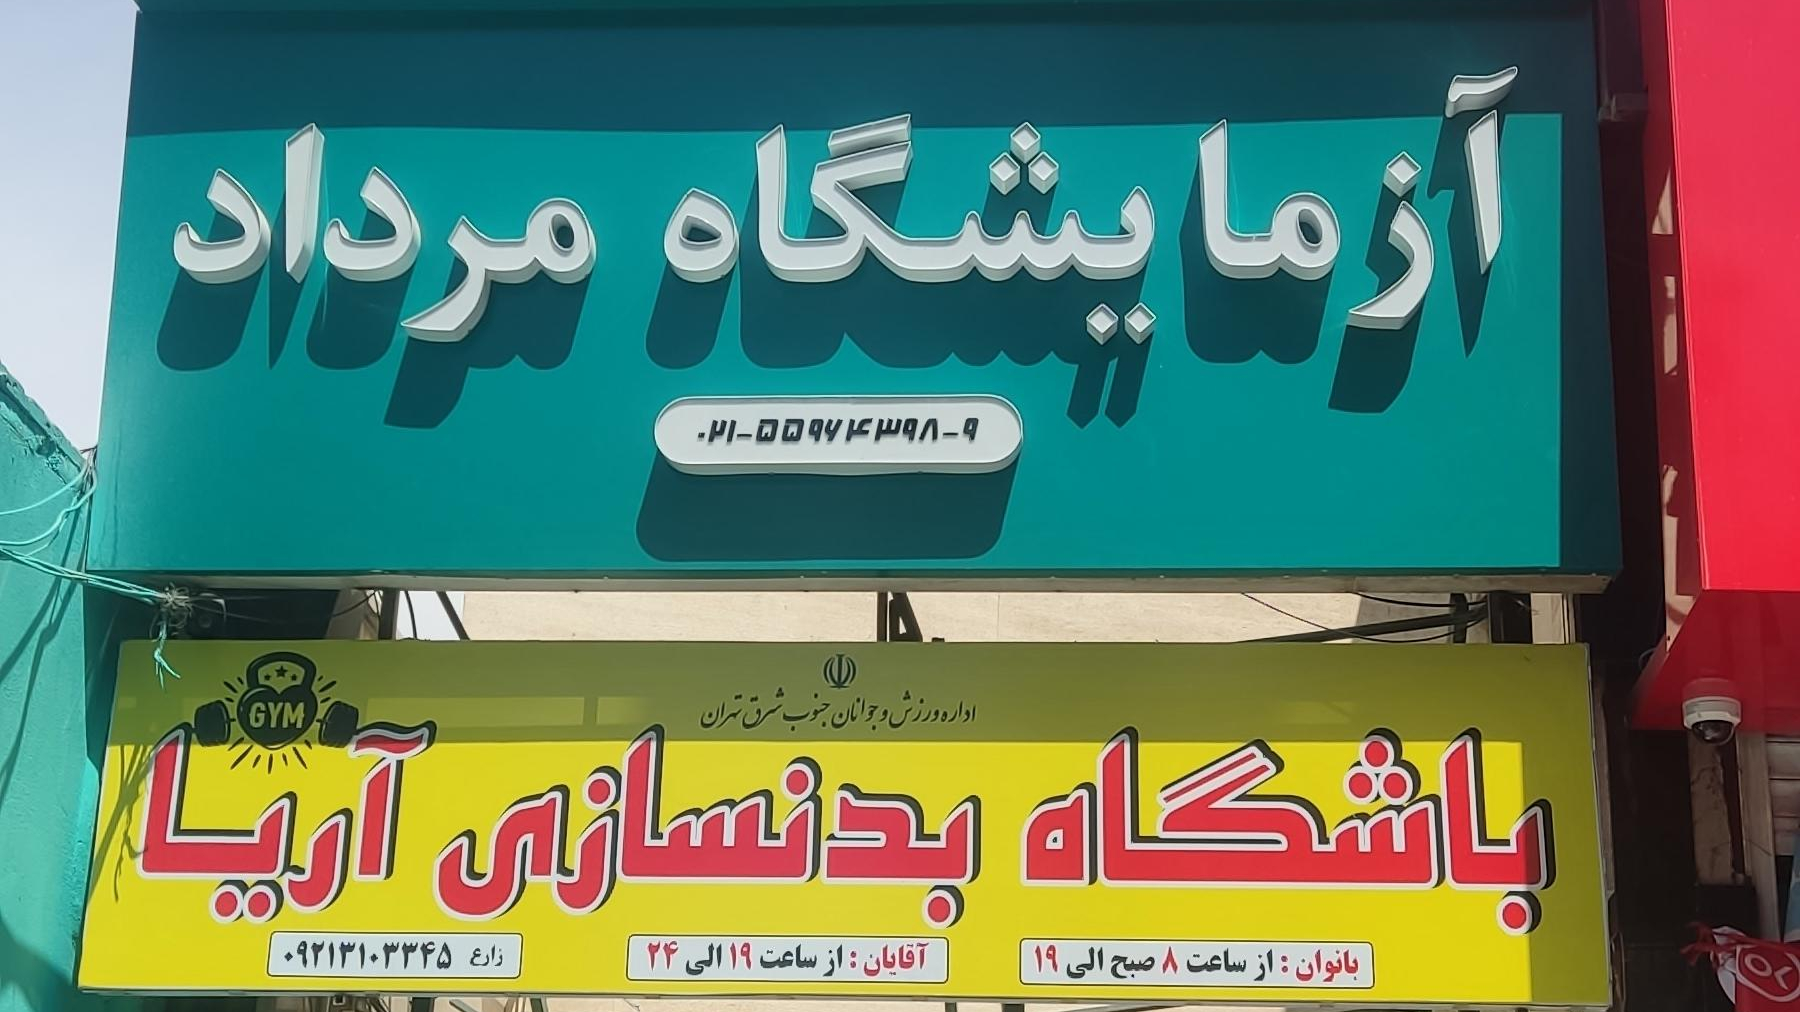 آزمایشگاه مرداد
۰۲۱-۵۵۹۶۴۳۹۸-۹
اداره ورزش و جوانان جنوب شرق تهران
GYM
باشگاه بدنسازی آریا
بانوان : از ساعت ۸ صبح الی ۱۹
آقایان : از ساعت ۱۹ الی ۲۴
زارع ۰۹۲۱۳۱۰۳۳۴۵